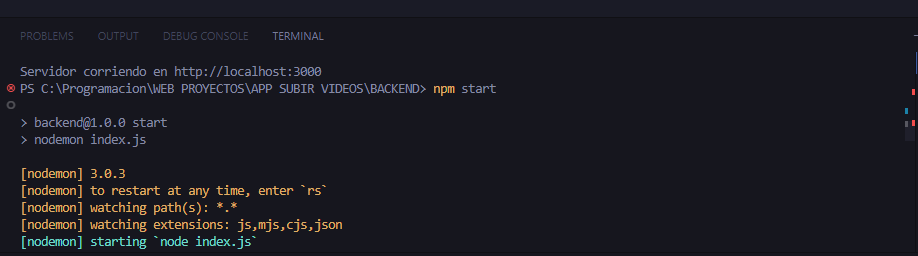 PROBLEMS OUTPUT DEBUG CONSOLE TERMINAL
Servidor corriendo en http://localhost:3000
PS C:\Programacion\WEB PROYECTOS\APP SUBIR VIDEOS\BACKEND> npm start
> backend@1.0.0 start
> nodemon index.js
[nodemon] 3.0.3
[nodemon] to restart at any time, enter `rs`
[nodemon] watching path(s): *.*
[nodemon] watching extensions: js,mjs,cjs,json
[nodemon] starting `node index.js`